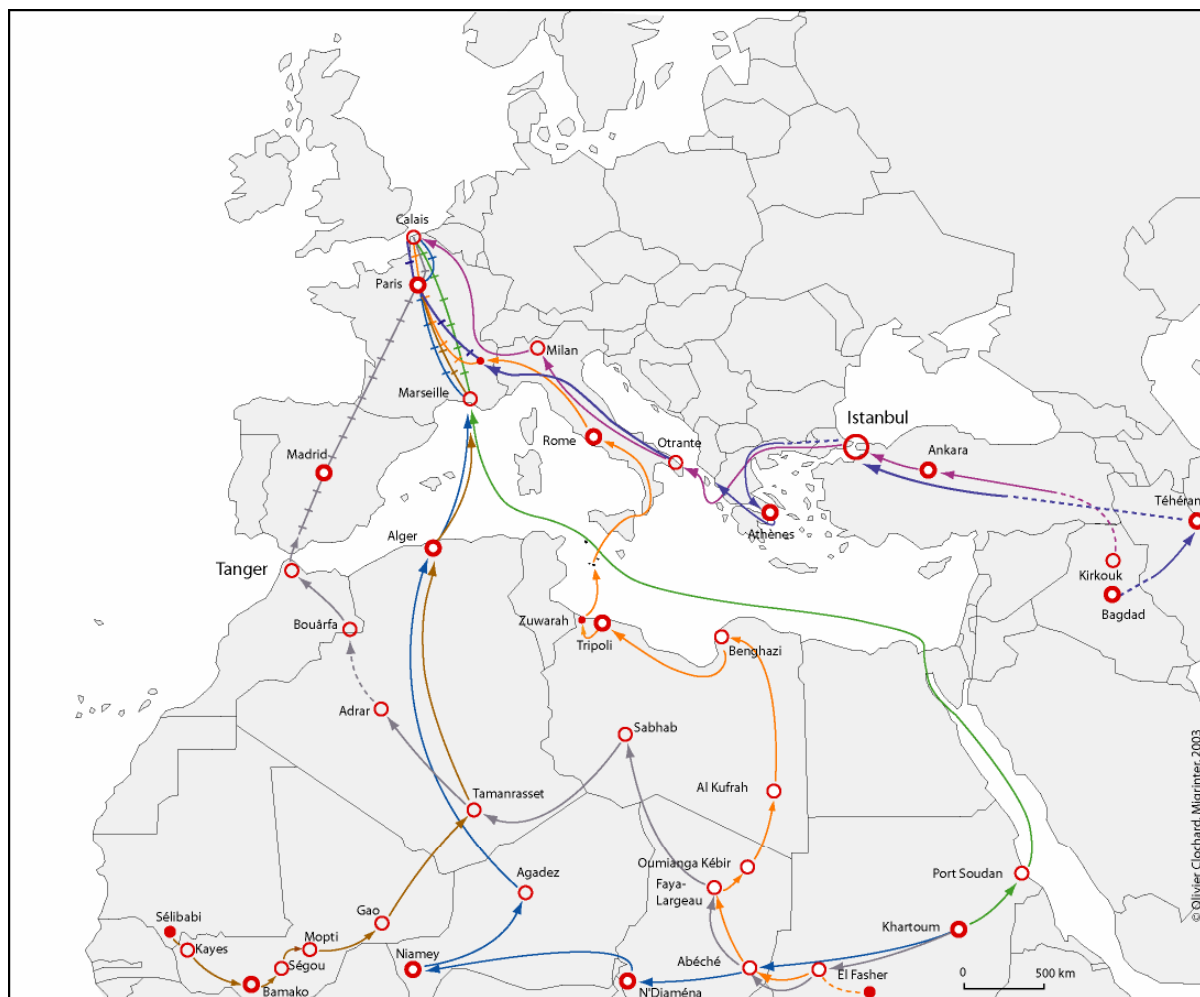 Calais
Paris
Milan
Marseille
Istanbul
Rome
Otrante
Ankara
Madrid
Téhéran
Athènes
Alger
Tanger
Kirkouk
Bagdad
Zuwarah
Bouârfa
Tripoli
Benghazi
Adrar
Sabhab
Al Kufrah
Tamanrasset
Oumianga Kébir
Port Soudan
Agadez
Faya-
Largeau
Gao
Sélibabi
Khartoum
Mopti
Kayes
Niamey
Ségou
Abéché
El Fasher
0 500 km
Bamako
N'Djaména
© Olivier Clochard, Migrinter, 2003